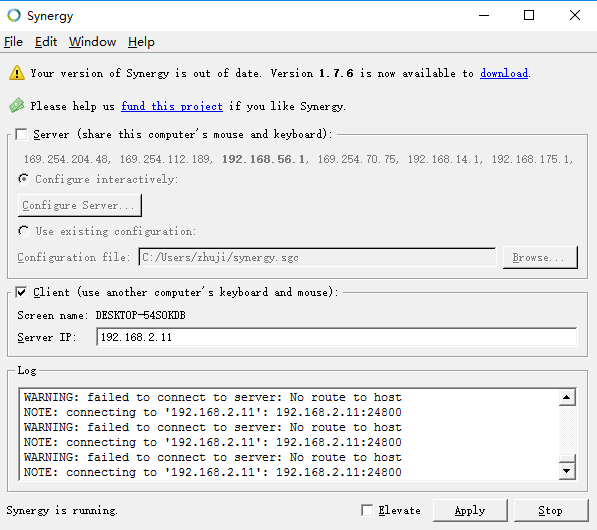 Synergy
File Edit Window Help
Your version of Synergy is out of date. Version 1.7.6 is now available to download.
Please help us fund this project if you like Synergy.
Server (share this computer's mouse and keyboard):
169.254.204.48, 169.254.112.189, 192.168.56.1, 169.254.70.75, 192.168.14.1, 192.168.175.1,
Configure interactively:
Configure Server...
Use existing configuration:
Configuration file: C:/Users/zhuji/synergy.sgc Browse...
Client (use another computer's keyboard and mouse):
Screen name: DESKTOP-54SOKDB
Server IP: 192.168.2.11
Log
WARNING: failed to connect to server: No route to host
NOTE: connecting to '192.168.2.11': 192.168.2.11:24800
WARNING: failed to connect to server: No route to host
NOTE: connecting to '192.168.2.11': 192.168.2.11:24800
WARNING: failed to connect to server: No route to host
NOTE: connecting to '192.168.2.11': 192.168.2.11:24800
Synergy is running. Elevate Apply Stop